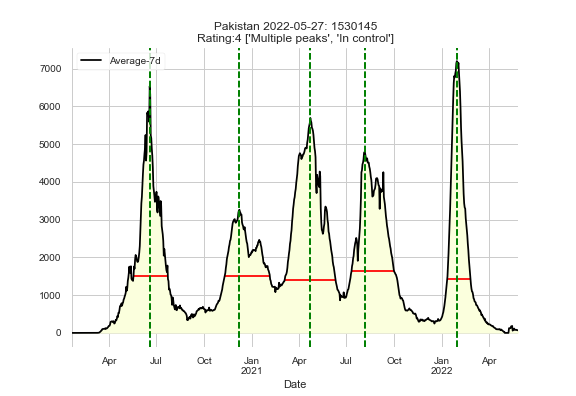 Pakistan 2022-05-27: 1530145
Rating:4 ['Multiple peaks', 'In control']
Average-7d
7000
6000
5000
4000
3000
2000
1000
0
Apr Jul Oct Jan Apr Jul Oct Jan Apr
2021 2022
Date